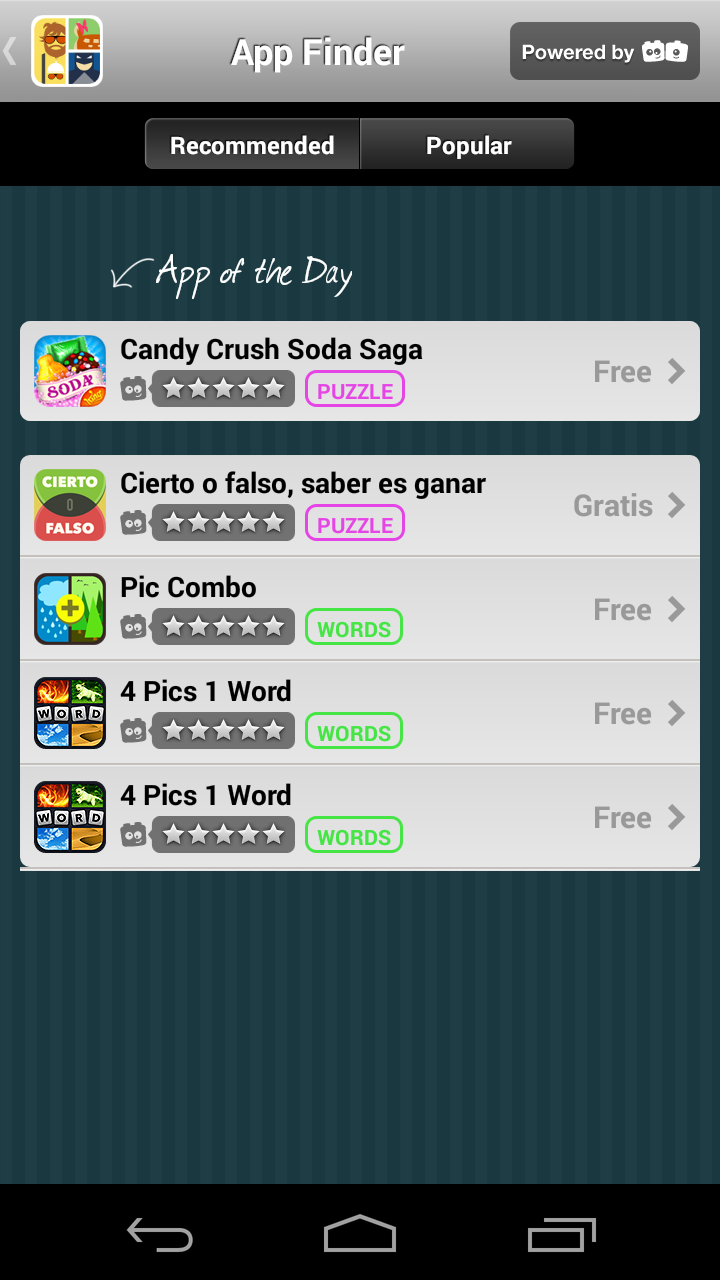 App Finder
Powered by
Recommended
Popular
App of the Day
Candy Crush Soda Saga
SODA
King
PUZZLE
Free
Cierto o falso, saber es ganar
CIERTO
0
FALSO
PUZZLE
Gratis
Pic Combo
WORDS
Free
4 Pics 1 Word
WORD
WORDS
Free
4 Pics 1 Word
WORD
WORDS
Free